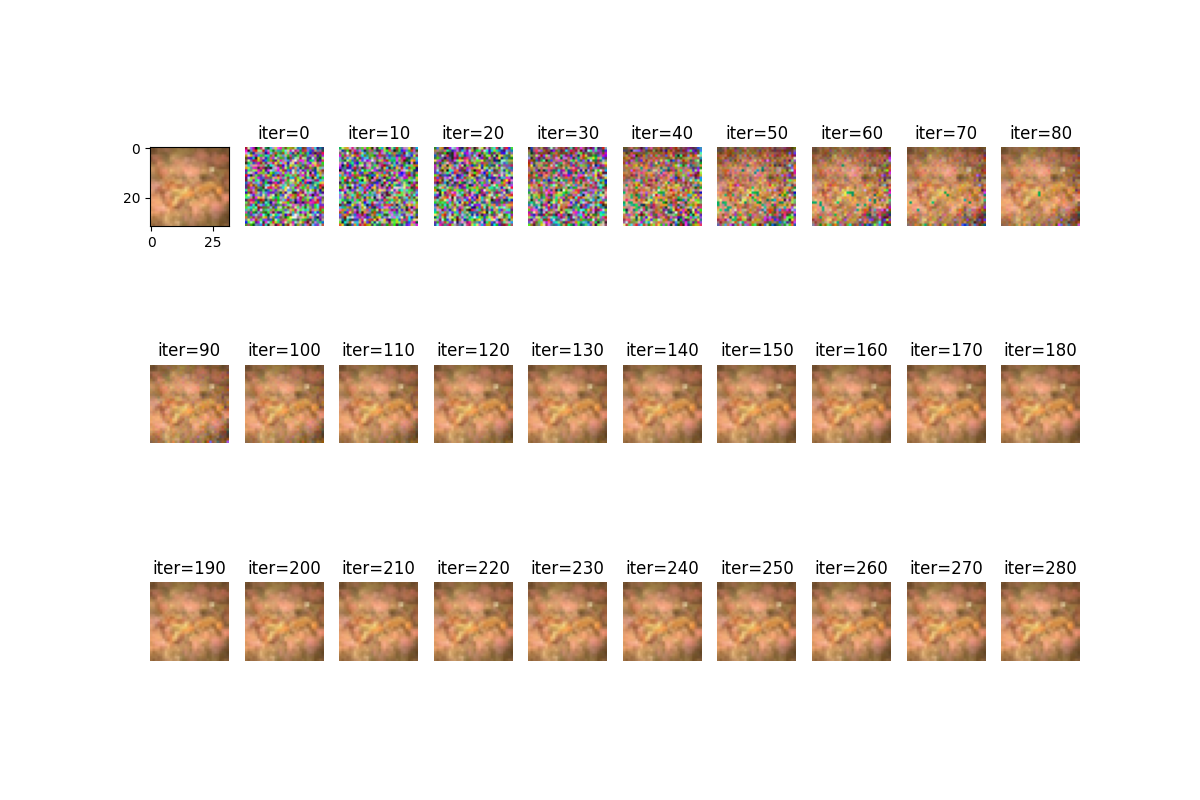 iter=0 iter=10 iter=20 iter=30 iter=40 iter=50 iter=60 iter=70 iter=80
0
20
0 25
iter=90 iter=100 iter=110 iter=120 iter=130 iter=140 iter=150 iter=160 iter=170 iter=180
iter=190 iter=200 iter=210 iter=220 iter=230 iter=240 iter=250 iter=260 iter=270 iter=280